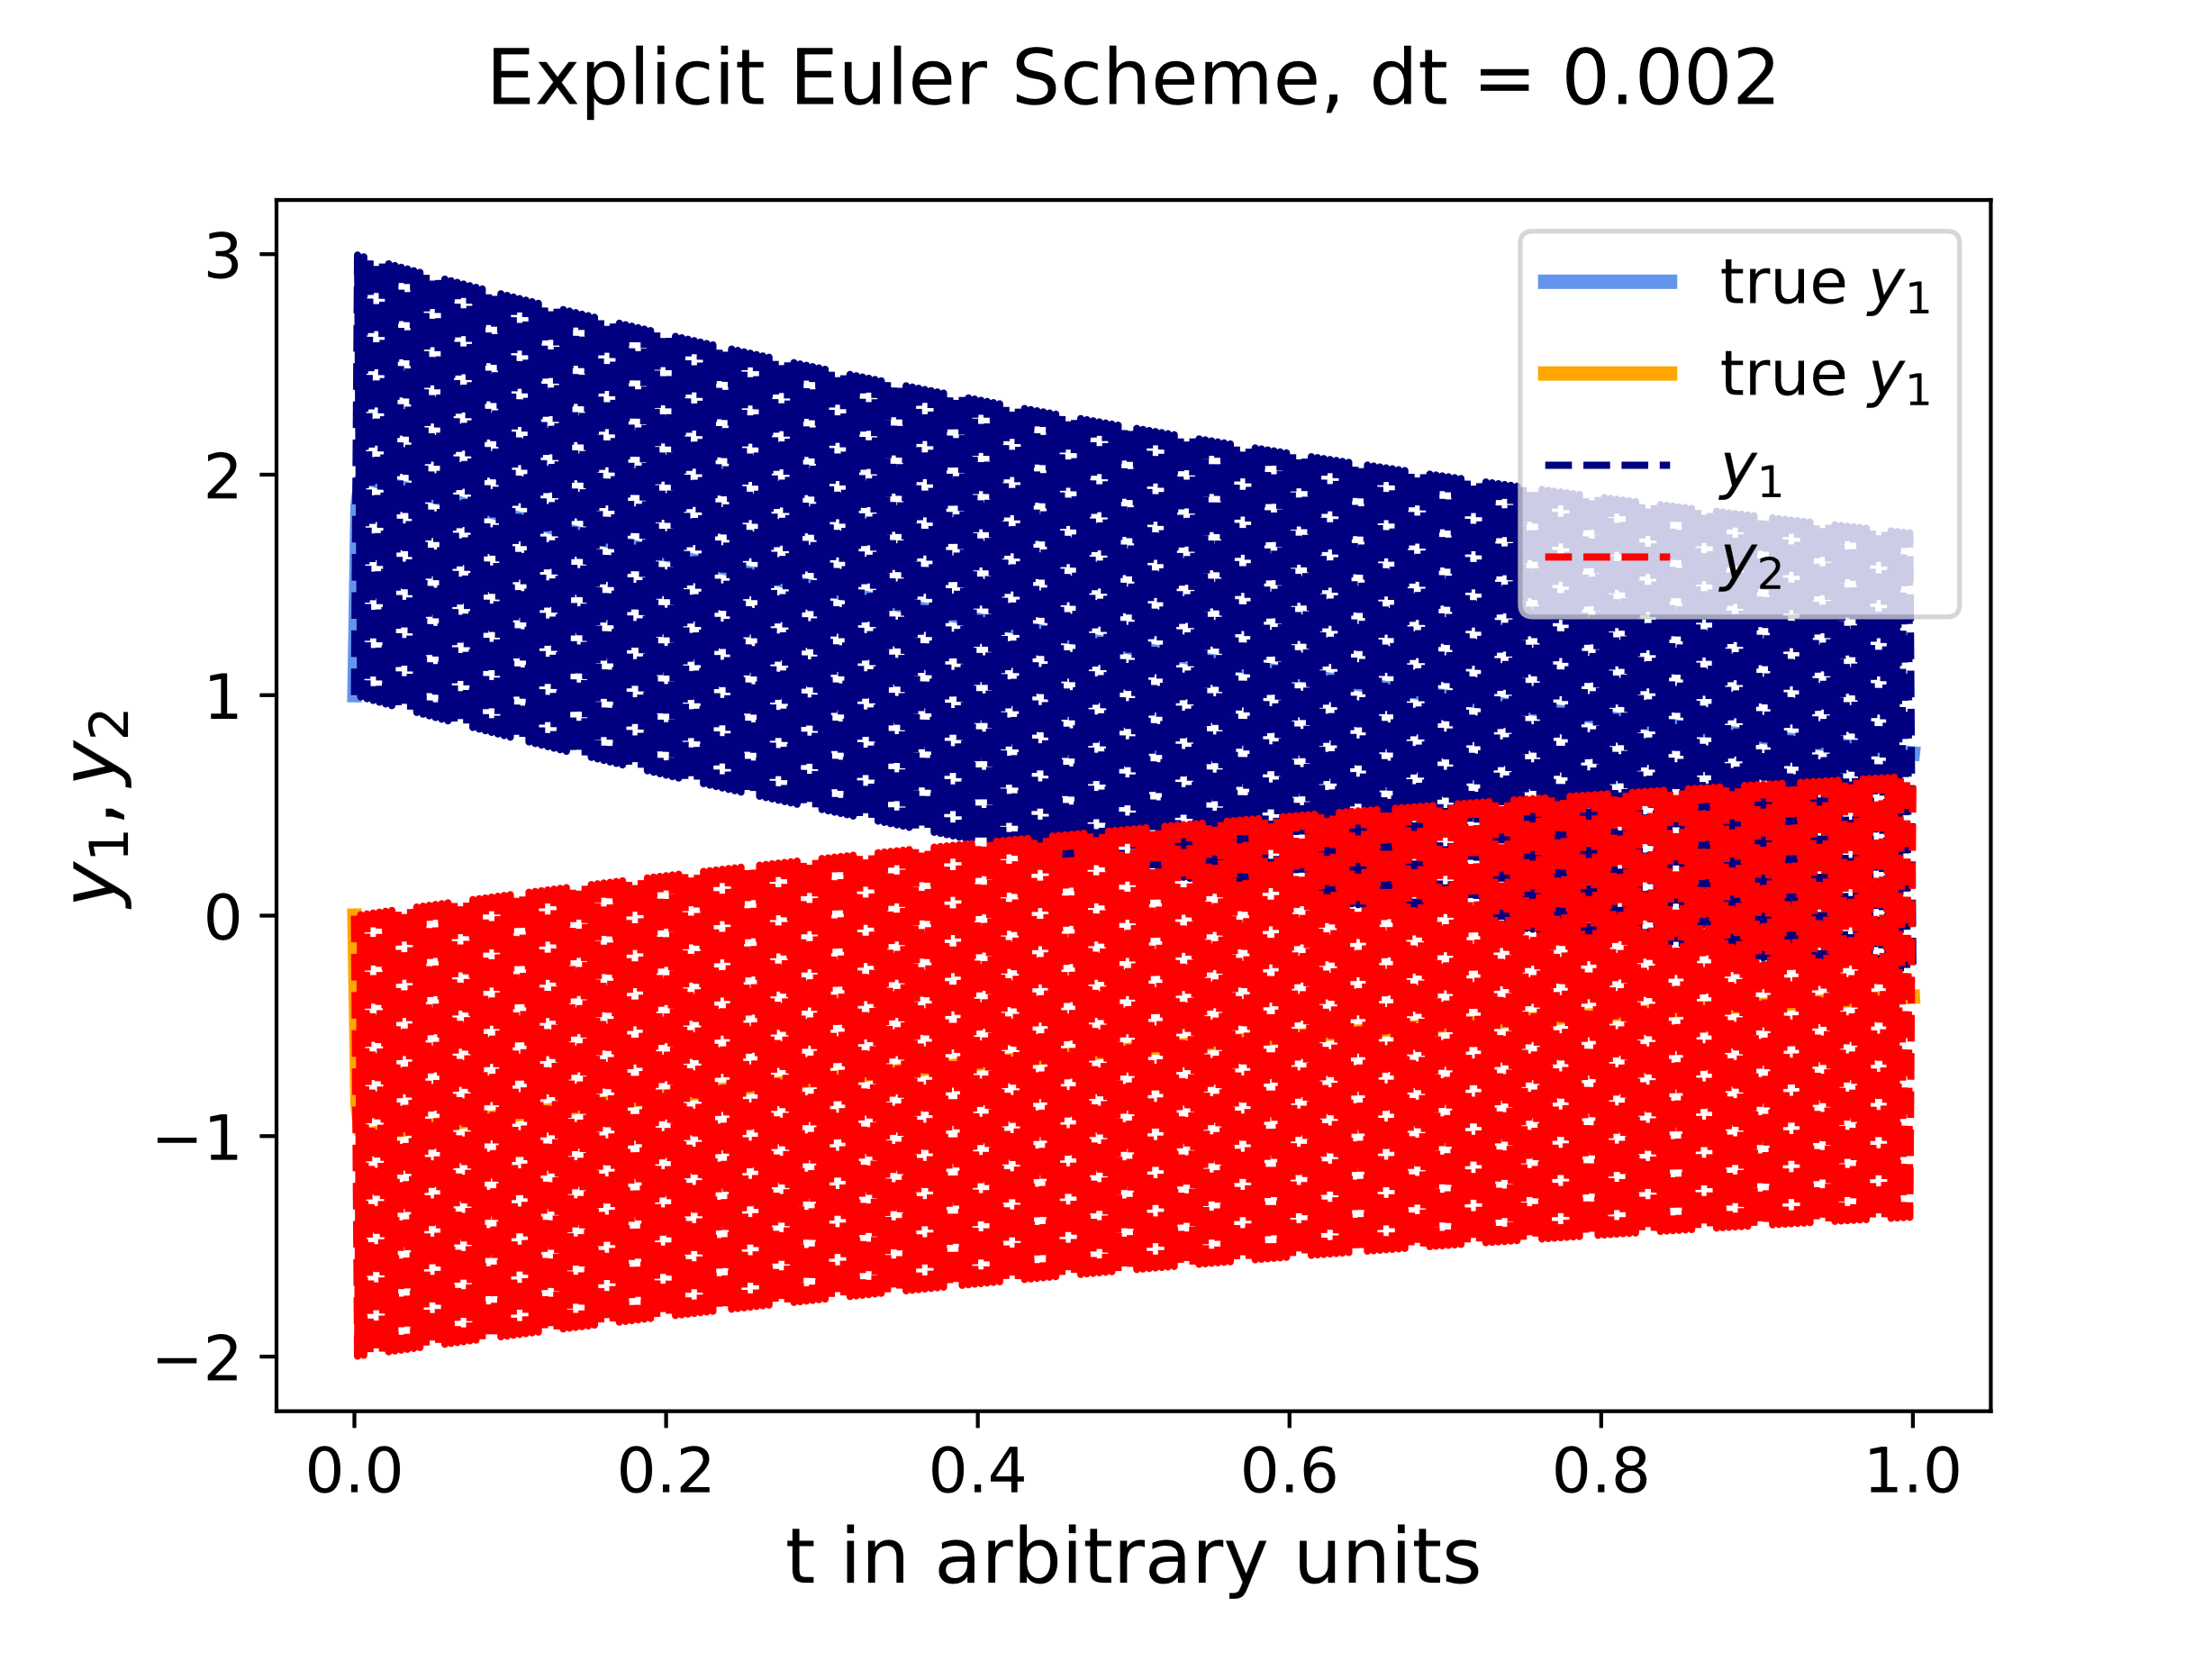 Explicit Euler Scheme, dt = 0.002
3
2
1
0
−1
−2
y₁, y₂
true y₁
true y₁
y₁
y₂
0.0 0.2 0.4 0.6 0.8 1.0
t in arbitrary units